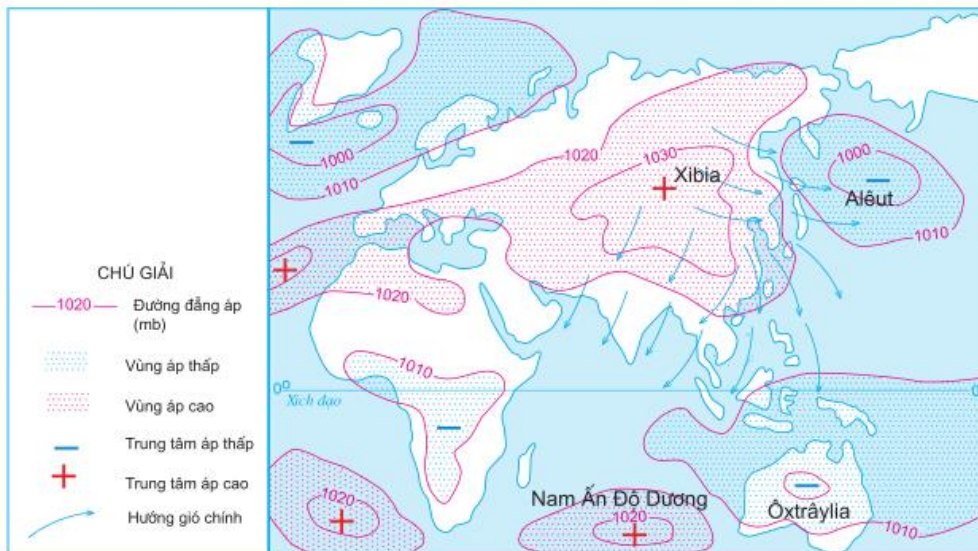 CHÚ GIẢI
1020 Đường đẳng áp
(mb)
Vùng áp thấp
Vùng áp cao
Trung tâm áp thấp
Trung tâm áp cao
Hướng gió chính
1000
1010
1020
1030
Xibia
1000
Alêut
1010
1020
1010
0°
Xích đạo
0
1020
Nam Ấn Độ Dương
1020
Ôxtrâylia
1010